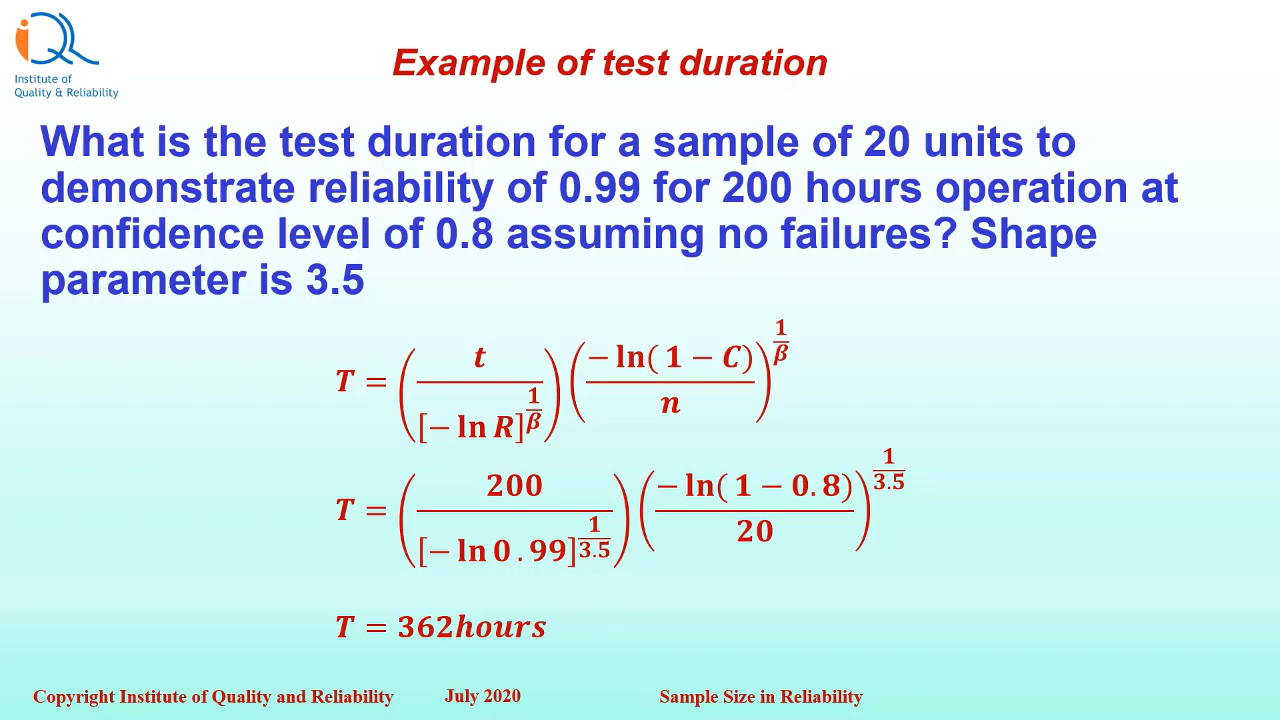 iQL
Institute of
Quality & Reliability
Example of test duration
What is the test duration for a sample of 20 units to
demonstrate reliability of 0.99 for 200 hours operation at
confidence level of 0.8 assuming no failures? Shape
parameter is 3.5
T = ( t / [− ln R]^(1/β) ) ( − ln( 1 − C) / n )^(1/β)
T = ( 200 / [− ln 0 . 99]^(1/3.5) ) ( − ln( 1 − 0. 8) / 20 )^(1/3.5)
T = 362hours
Copyright Institute of Quality and Reliability July 2020 Sample Size in Reliability